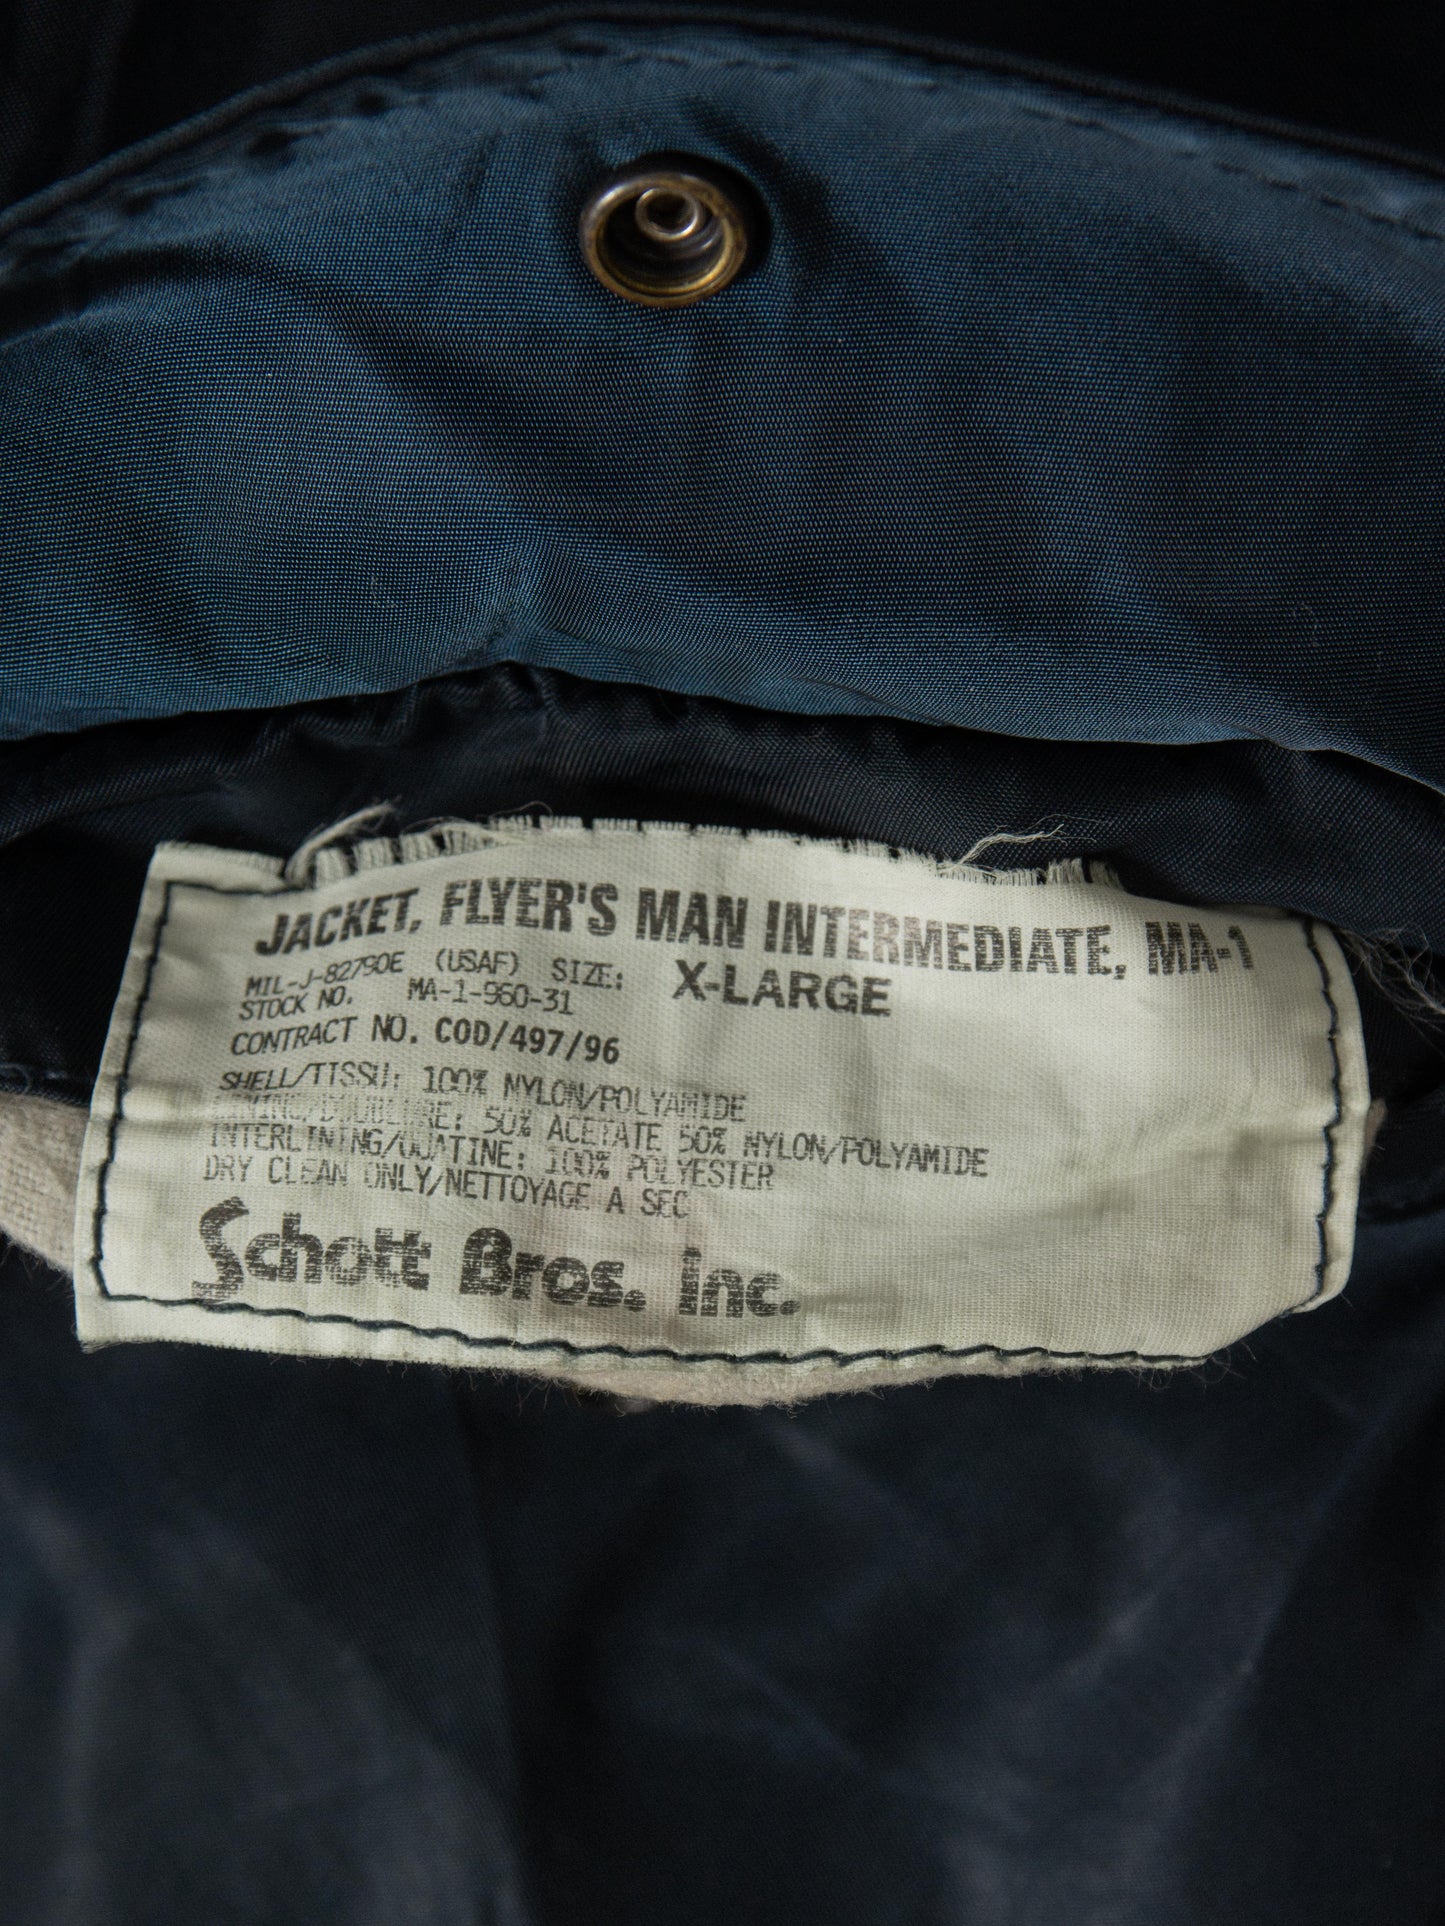 JACKET, FLYER'S MAN INTERMEDIATE, MA-1
MIL-J-82790E (USAF) SIZE: X-LARGE
STOCK NO. MA-1-960-31
CONTRACT NO. COD/497/96
SHELL/TISSU: 100% NYLON/POLYAMIDE
LINING/DOUBLURE: 50% ACETATE 50% NYLON/POLYAMIDE
INTERLINING/OUATINE: 100% POLYESTER
DRY CLEAN ONLY/NETTOYAGE A SEC
Schott Bros. inc.